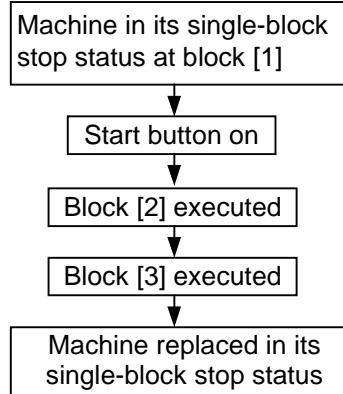 Machine in its single-block
stop status at block [1]
Start button on
Block [2] executed
Block [3] executed
Machine replaced in its
single-block stop status